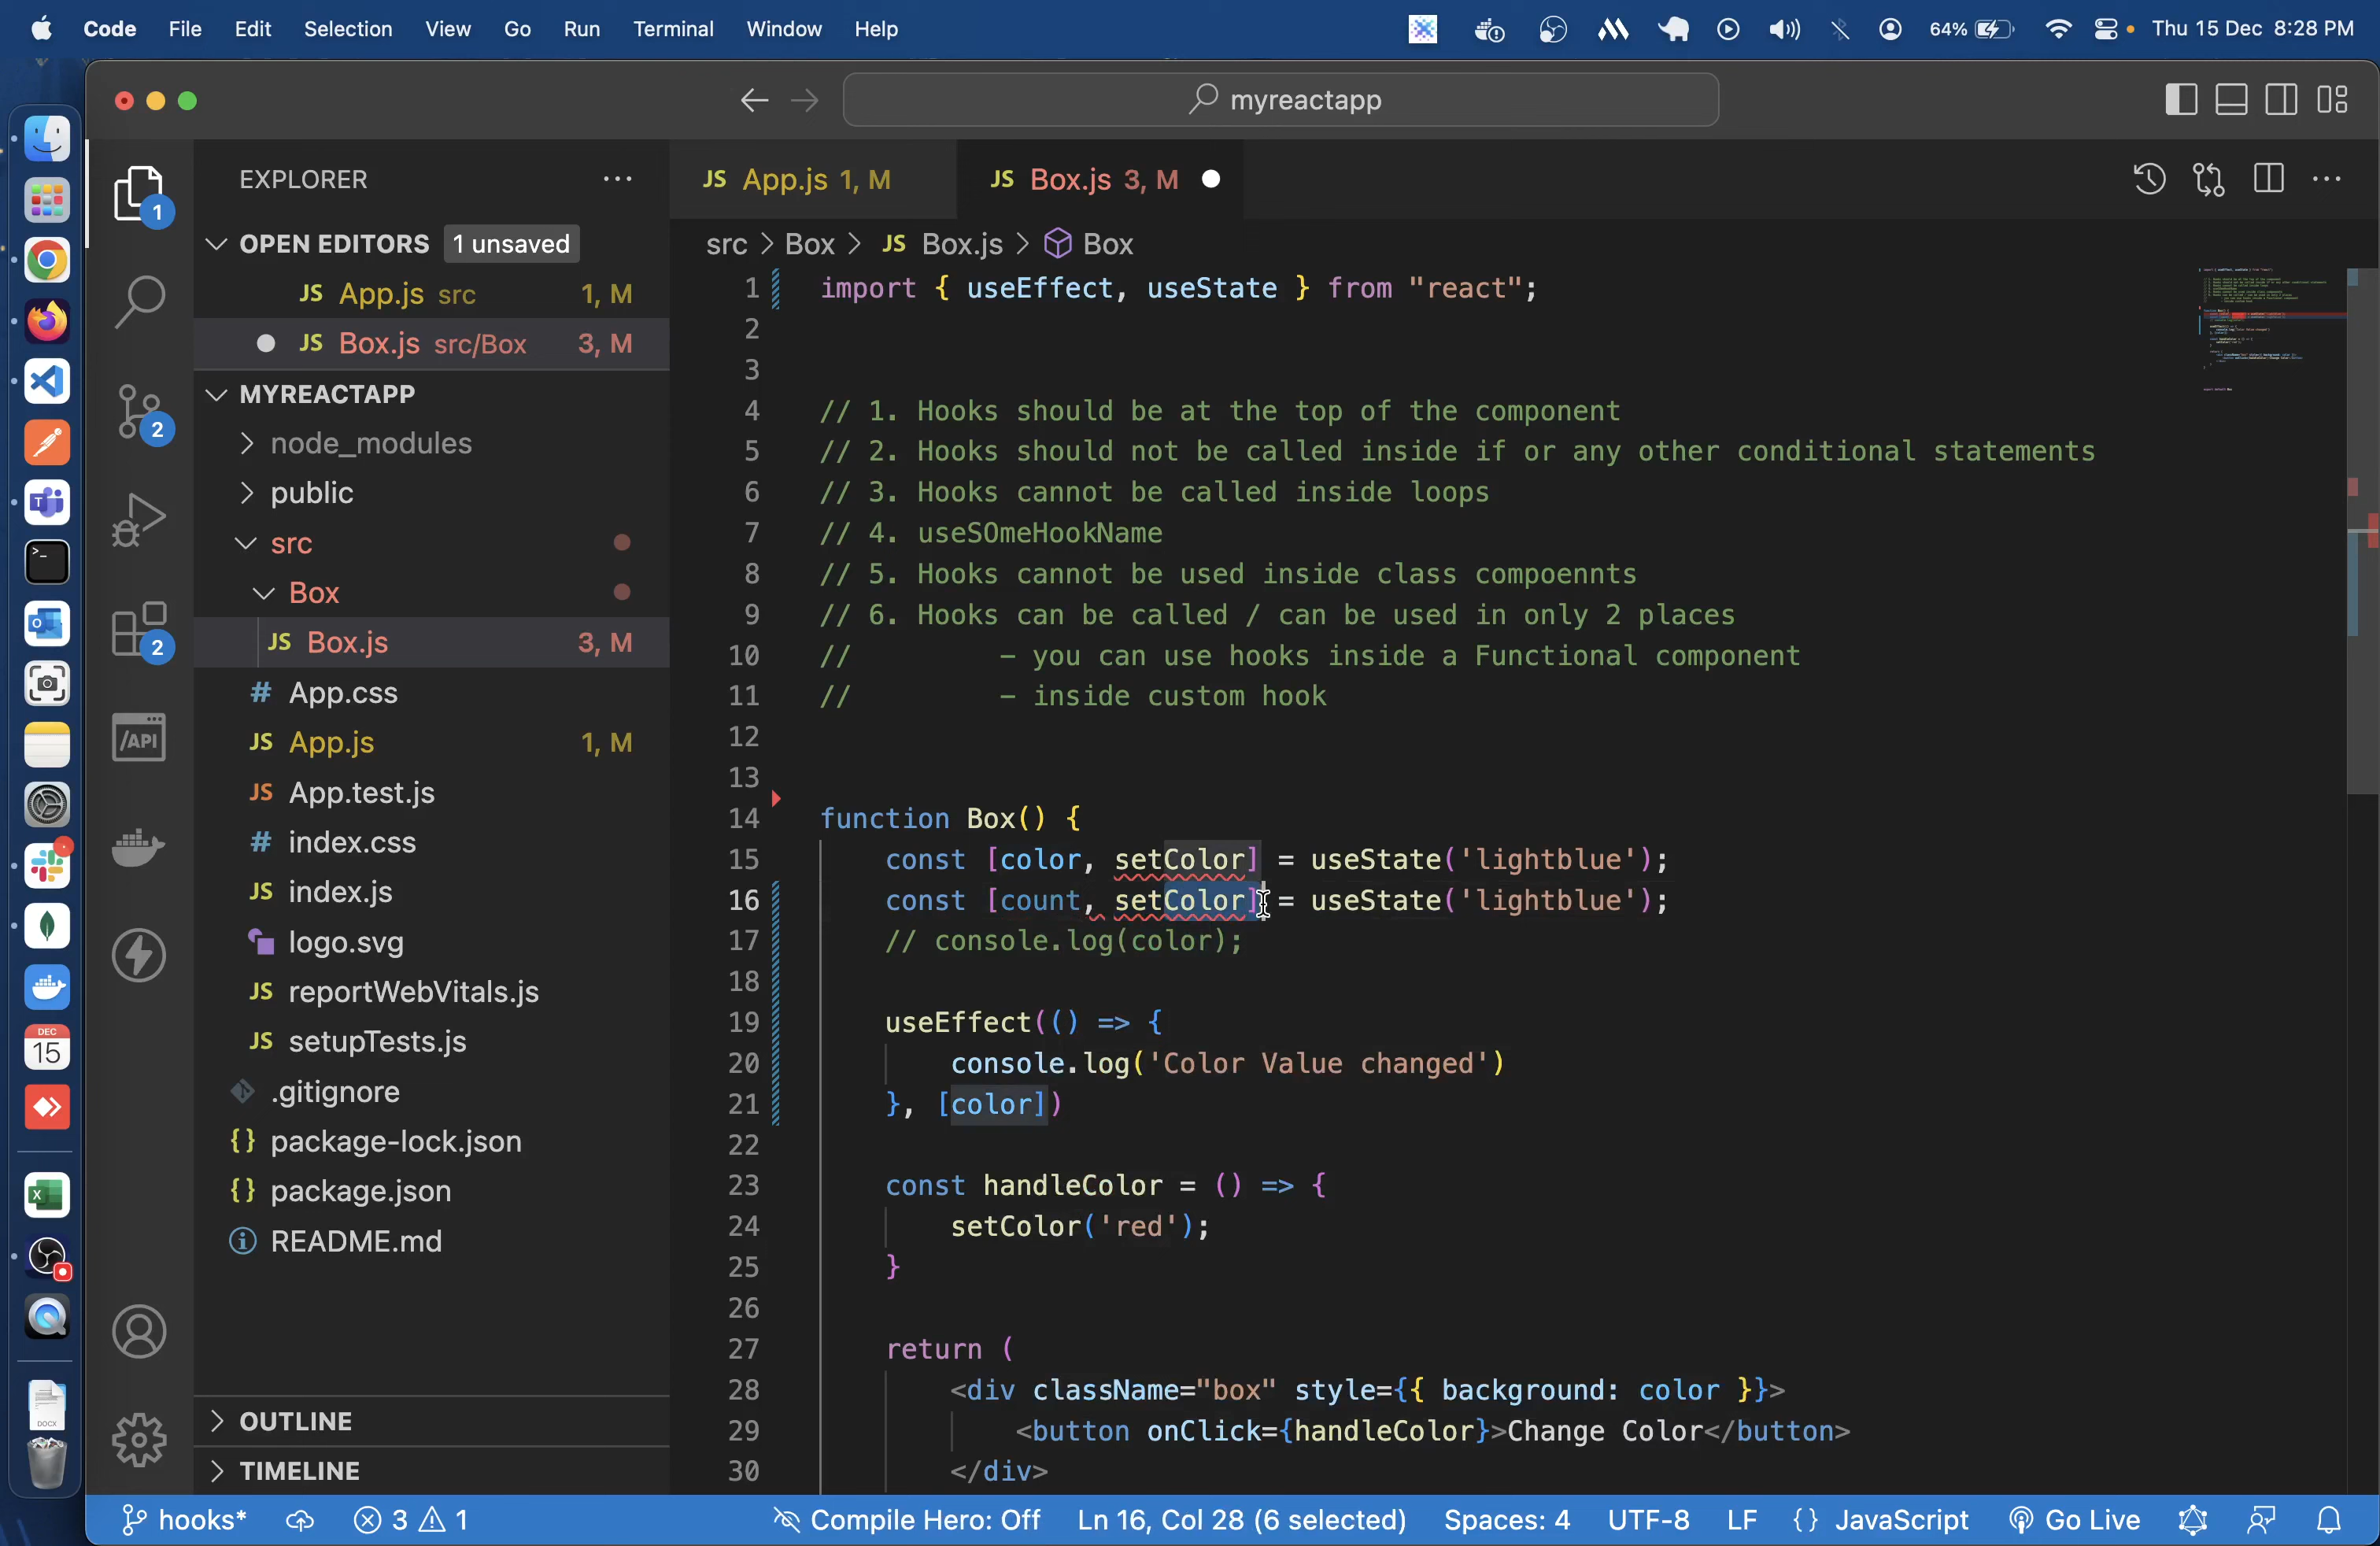 Code File Edit Selection View Go Run Terminal Window Help 64% Thu 15 Dec 8:28 PM
myreactapp
EXPLORER
OPEN EDITORS 1 unsaved
JS App.js src 1, M
JS Box.js src/Box 3, M
MYREACTAPP
node_modules
public
src
Box
JS Box.js 3, M
# App.css
JS App.js 1, M
JS App.test.js
# index.css
JS index.js
logo.svg
JS reportWebVitals.js
JS setupTests.js
.gitignore
{} package-lock.json
{} package.json
README.md
OUTLINE
TIMELINE
1
2
2
/API
DEC
15
DOCX
JS App.js 1, M JS Box.js 3, M
src > Box > JS Box.js > Box
1 import { useEffect, useState } from "react";
2
3
4 // 1. Hooks should be at the top of the component
5 // 2. Hooks should not be called inside if or any other conditional statements
6 // 3. Hooks cannot be called inside loops
7 // 4. useSOmeHookName
8 // 5. Hooks cannot be used inside class compoennts
9 // 6. Hooks can be called / can be used in only 2 places
10 // - you can use hooks inside a Functional component
11 // - inside custom hook
12
13
14 function Box() {
15 const [color, setColor] = useState('lightblue');
16 const [count, setColor] = useState('lightblue');
17 // console.log(color);
18
19 useEffect(() => {
20 console.log('Color Value changed')
21 }, [color])
22
23 const handleColor = () => {
24 setColor('red');
25 }
26
27 return (
28 <div className="box" style={{ background: color }}>
29 <button onClick={handleColor}>Change Color</button>
30 </div>
hooks* 3 1 Compile Hero: Off Ln 16, Col 28 (6 selected) Spaces: 4 UTF-8 LF {} JavaScript Go Live